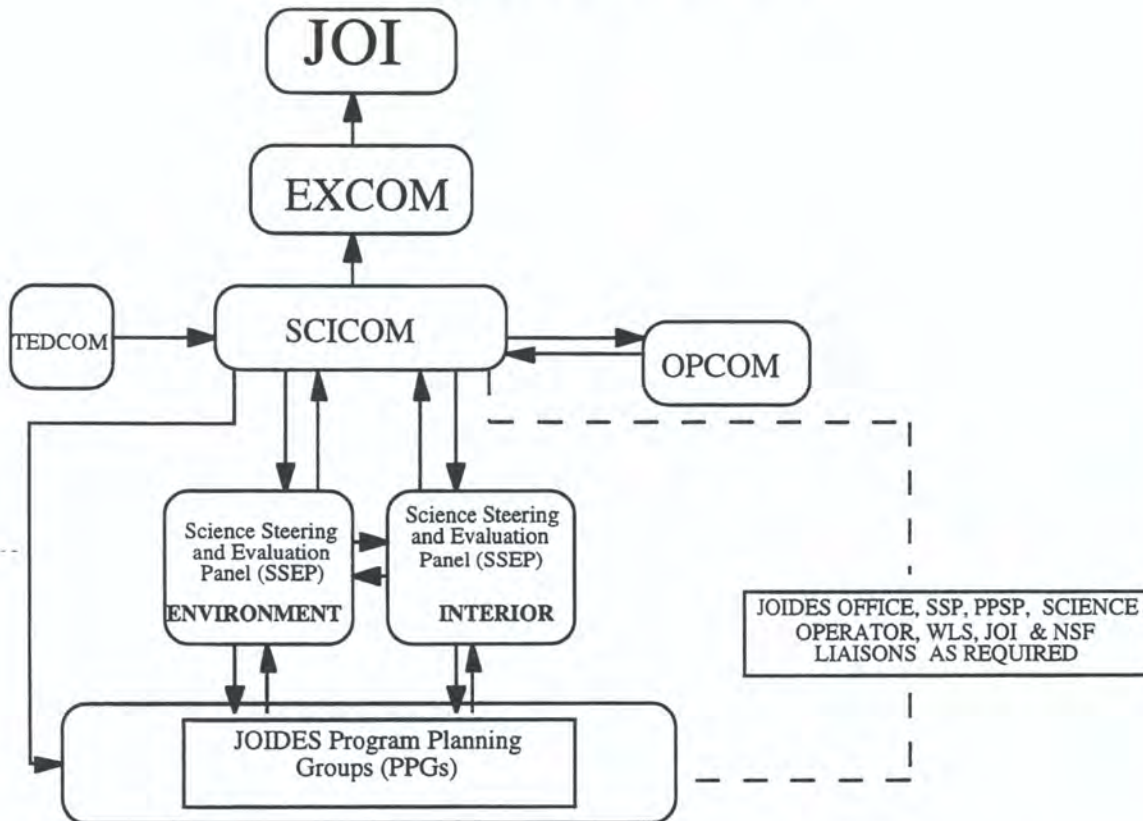 JOI
EXCOM
SCICOM
TEDCOM
OPCOM
Science Steering
and Evaluation
Panel (SSEP)
ENVIRONMENT
Science Steering
and Evaluation
Panel (SSEP)
INTERIOR
JOIDES OFFICE, SSP, PPSP, SCIENCE
OPERATOR, WLS, JOI & NSF
LIAISONS AS REQUIRED
JOIDES Program Planning
Groups (PPGs)